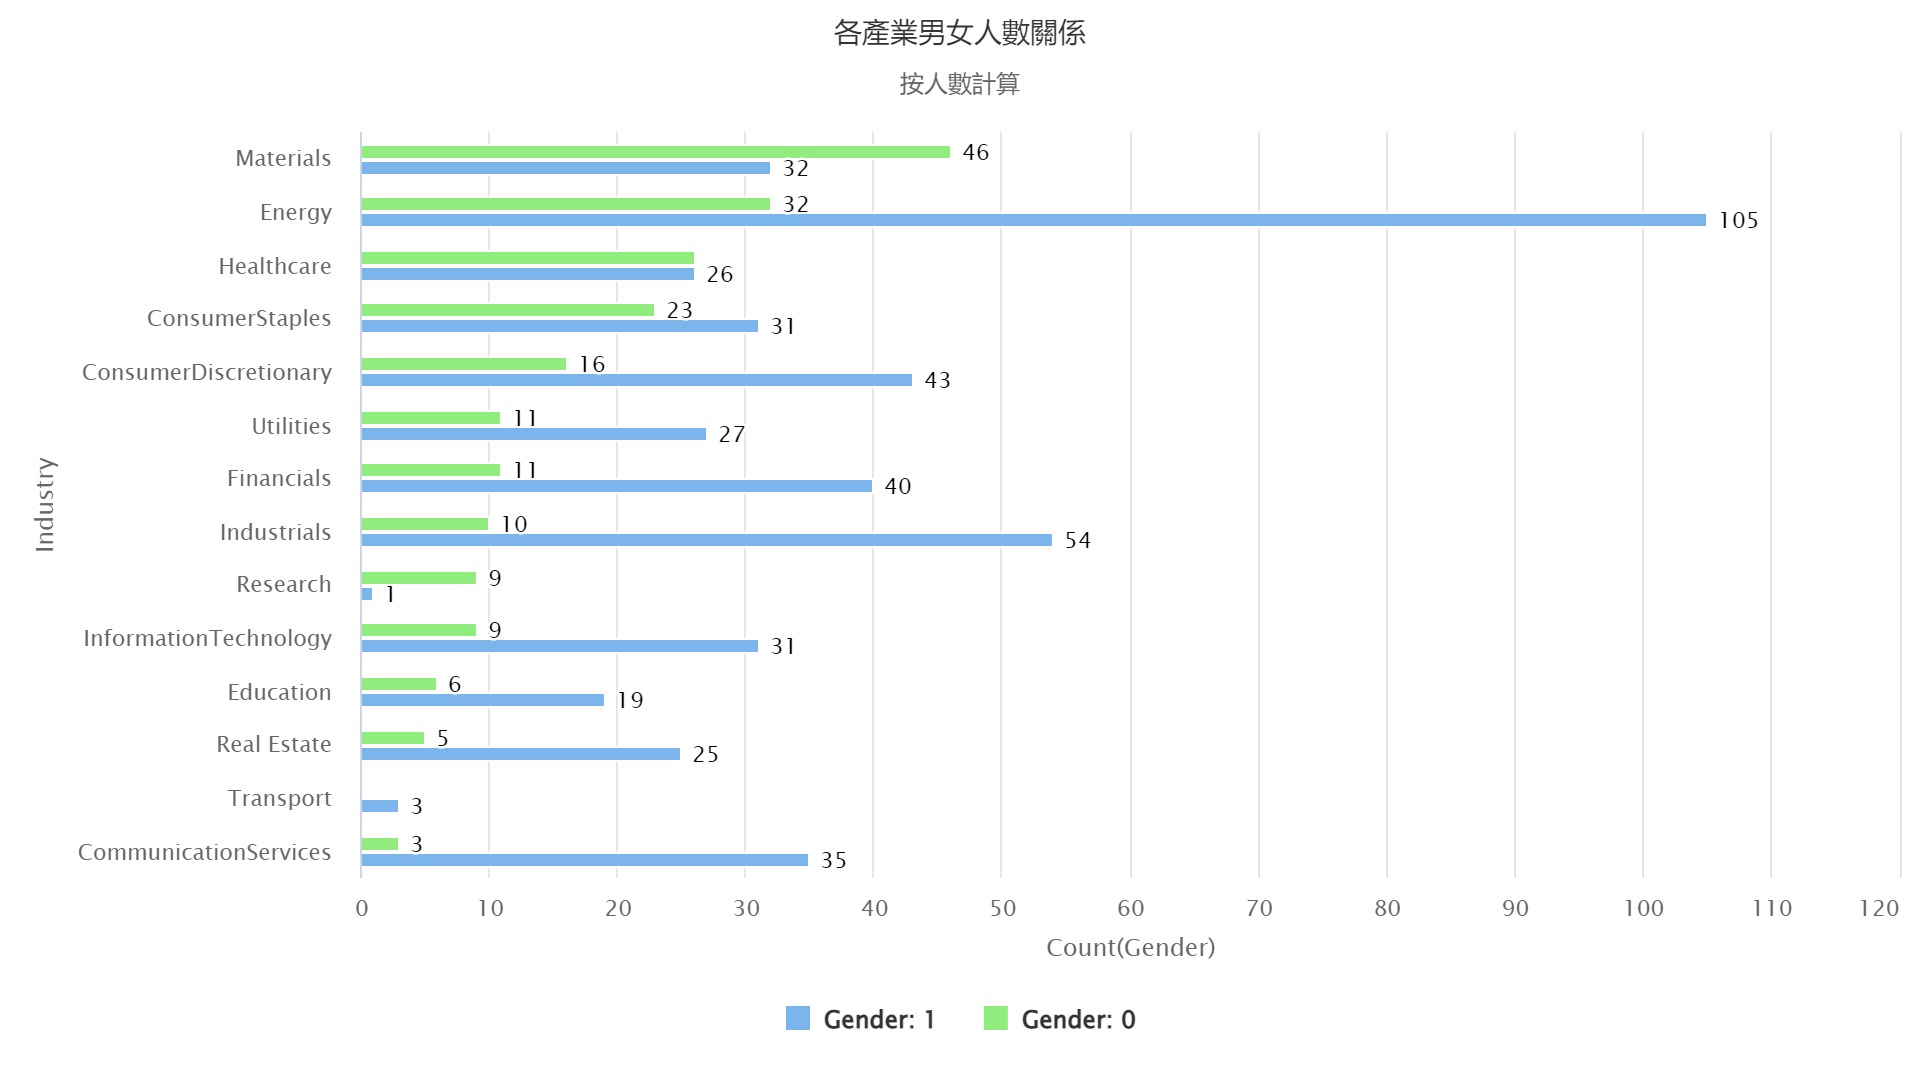 各產業男女人數關係
按人數計算
Industry
Materials
46
32
Energy
32
105
Healthcare
26
ConsumerStaples
23
31
ConsumerDiscretionary
16
43
Utilities
11
27
Financials
11
40
Industrials
10
54
Research
9
1
InformationTechnology
9
31
Education
6
19
Real Estate
5
25
Transport
3
CommunicationServices
3
35
0 10 20 30 40 50 60 70 80 90 100 110 120
Count(Gender)
Gender: 1 Gender: 0